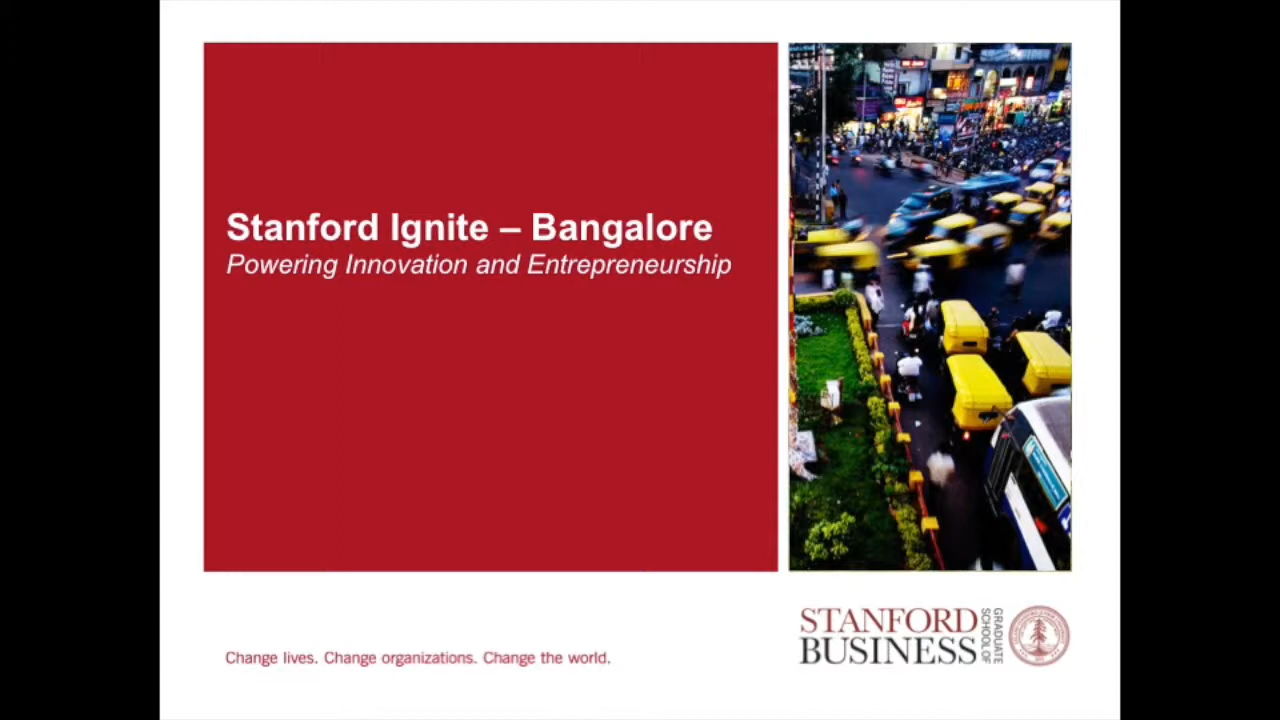 Stanford Ignite – Bangalore
Powering Innovation and Entrepreneurship
Change lives. Change organizations. Change the world.
STANFORD
BUSINESS
GRADUATE
SCHOOL OF